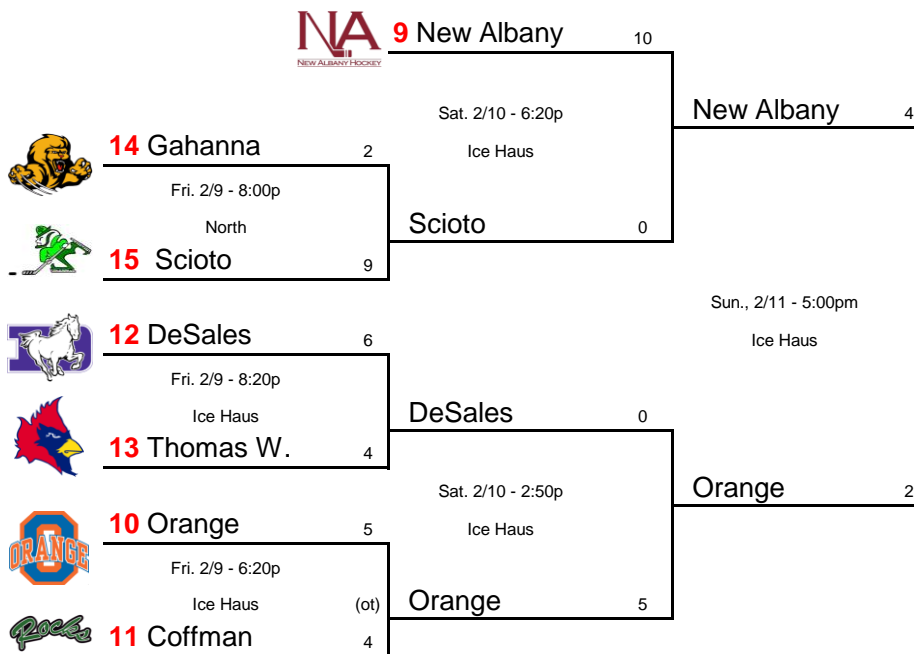 NA 9 New Albany 10
NEW ALBANY HOCKEY
Sat. 2/10 - 6:20p
New Albany 4
14 Gahanna 2
Ice Haus
Fri. 2/9 - 8:00p
North
Scioto 0
15 Scioto 9
Sun., 2/11 - 5:00pm
12 DeSales 6
Ice Haus
D
Fri. 2/9 - 8:20p
Ice Haus
DeSales 0
13 Thomas W. 4
Sat. 2/10 - 2:50p
Orange 2
10 Orange 5
Ice Haus
ORANGE
Fri. 2/9 - 6:20p
Ice Haus (ot)
Orange 5
Rocks 11 Coffman 4